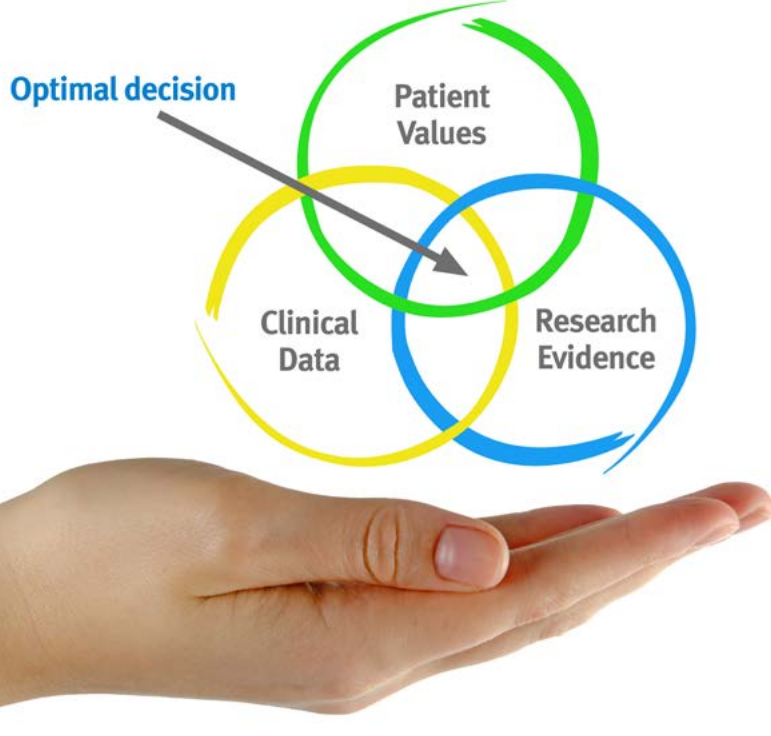 Optimal decision
Patient
Values
Clinical
Data
Research
Evidence